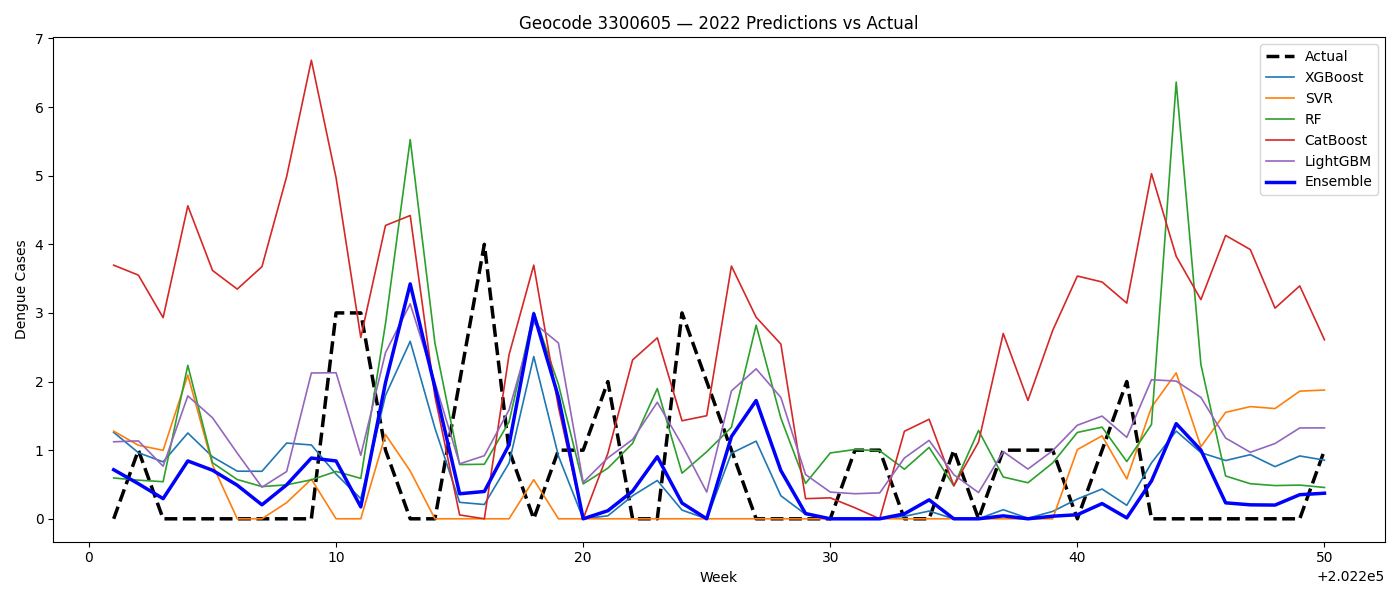 Geocode 3300605 — 2022 Predictions vs Actual
Dengue Cases
7
6
5
4
3
2
1
0
Actual
XGBoost
SVR
RF
CatBoost
LightGBM
Ensemble
0 10 20 30 40 50
Week
+2.022e5